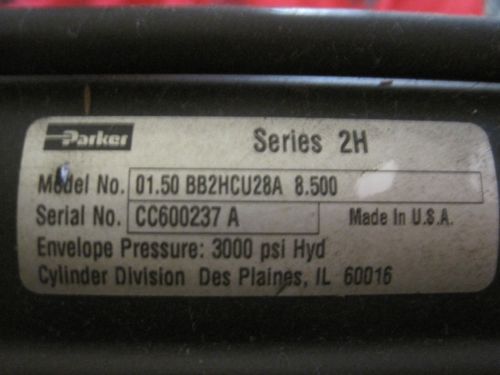 Parker Series 2H
Model No. 01.50 BB2HCU28A 8.500
Serial No. CC600237 A Made in U.S.A.
Envelope Pressure: 3000 psi Hyd
Cylinder Division Des Plaines, IL 60016